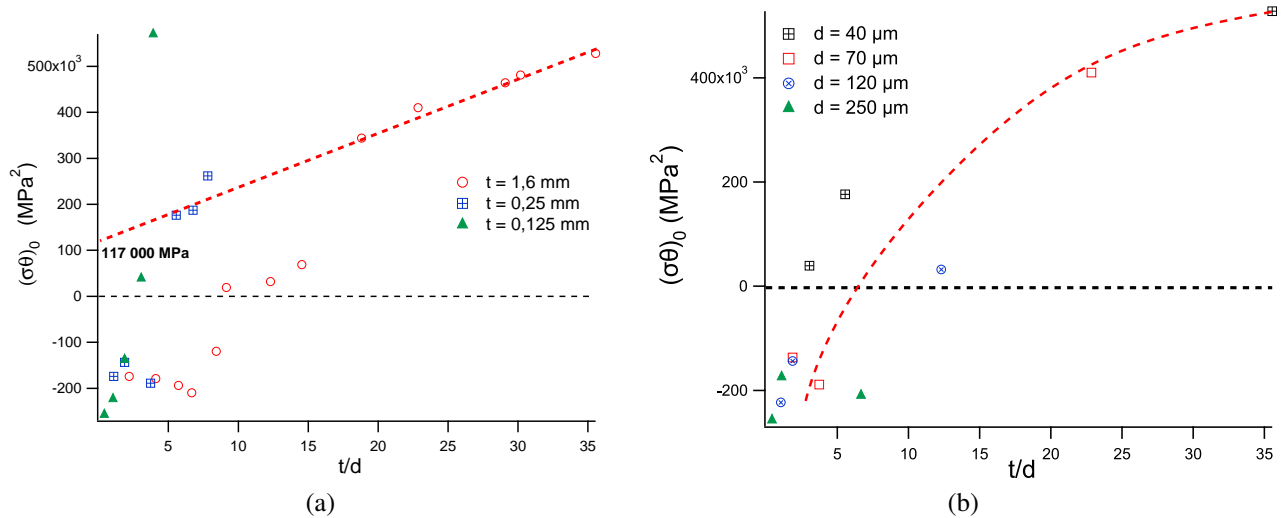 500x10³
400
300
200
100
0
-100
-200
(σθ)₀ (MPa²)
117 000 MPa
t = 1,6 mm
t = 0,25 mm
t = 0,125 mm
5 10 15 20 25 30 35
t/d
(a)
d = 40 µm
d = 70 µm
d = 120 µm
d = 250 µm
400x10³
200
0
-200
(σθ)₀ (MPa²)
5 10 15 20 25 30 35
t/d
(b)